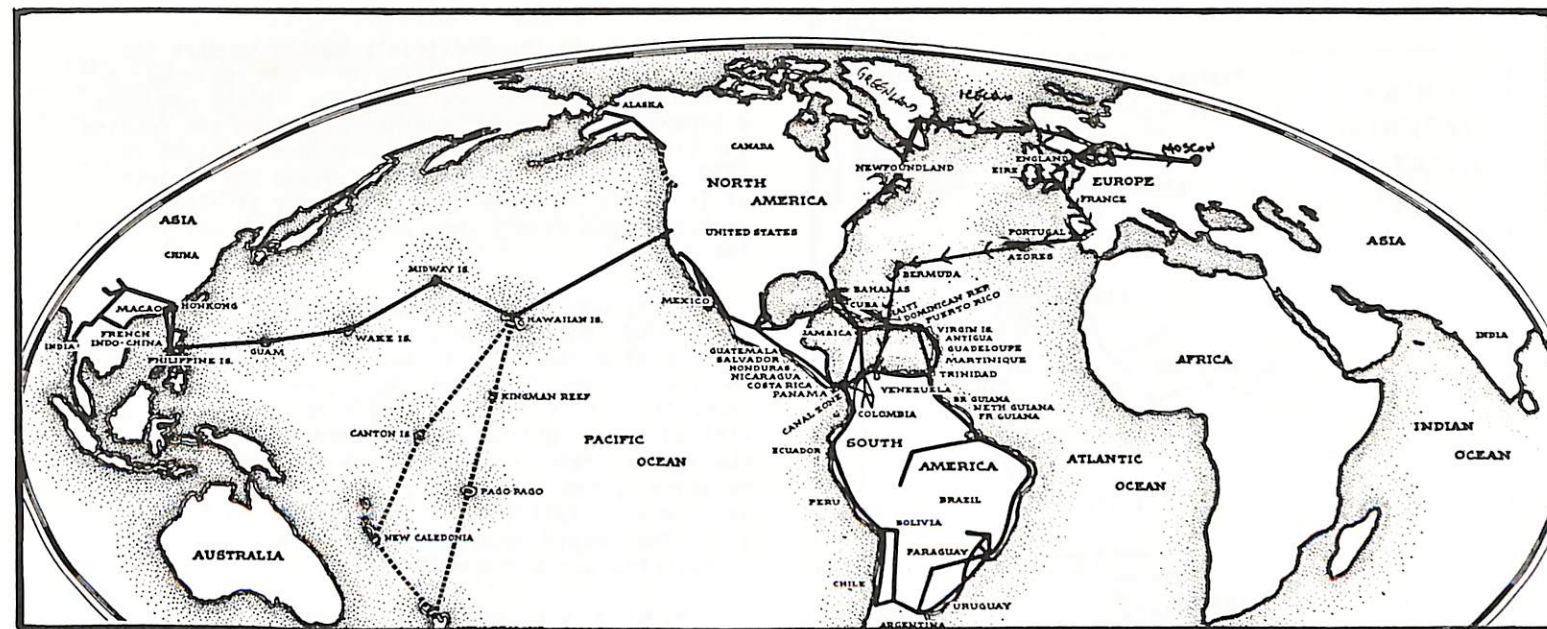 ALASKA
GREENLAND
ICELAND
CANADA
NEWFOUNDLAND
ENGLAND
EIRE
MOSCOW
EUROPE
FRANCE
NORTH
AMERICA
ASIA
CHINA
UNITED STATES
PORTUGAL
AZORES
ASIA
MIDWAY IS.
BERMUDA
MEXICO
BAHAMAS
CUBA
HAITI
DOMINICAN REP.
PUERTO RICO
MACAO
HONKONG
HAWAIIAN IS.
JAMAICA
VIRGIN IS.
ANTIGUA
GUADELOUPE
MARTINIQUE
TRINIDAD
FRENCH
INDO-CHINA
INDIA
PHILIPPINE IS.
GUAM
WAKE IS.
GUATEMALA
SALVADOR
HONDURAS
NICARAGUA
COSTA RICA
PANAMA
CANAL ZONE
VENEZUELA
COLOMBIA
BR GUIANA
NETH GUIANA
FR GUIANA
AFRICA
INDIA
KINGMAN REEF
CANTON IS.
PACIFIC
OCEAN
ECUADOR
SOUTH
AMERICA
ATLANTIC
OCEAN
INDIAN
OCEAN
PAGO PAGO
PERU
BRAZIL
BOLIVIA
NEW CALEDONIA
AUSTRALIA
PARAGUAY
CHILE
URUGUAY
ARGENTINA